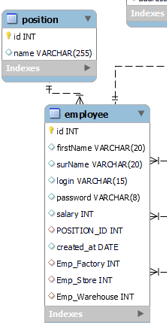 position
id INT
name VARCHAR(255)
Indexes
employee
id INT
firstName VARCHAR(20)
surName VARCHAR(20)
login VARCHAR(15)
password VARCHAR(8)
salary INT
POSITION_ID INT
created_at DATE
Emp_Factory INT
Emp_Store INT
Emp_Warehouse INT
Indexes